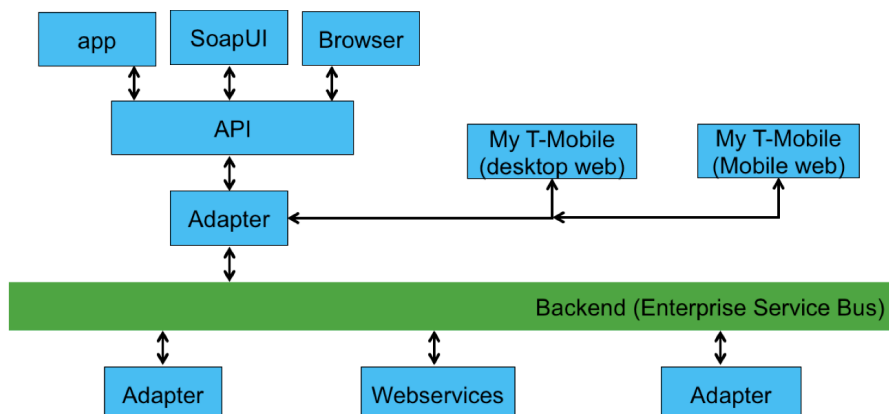 app
SoapUI
Browser
API
My T-Mobile
(desktop web)
My T-Mobile
(Mobile web)
Adapter
Backend (Enterprise Service Bus)
Adapter
Webservices
Adapter